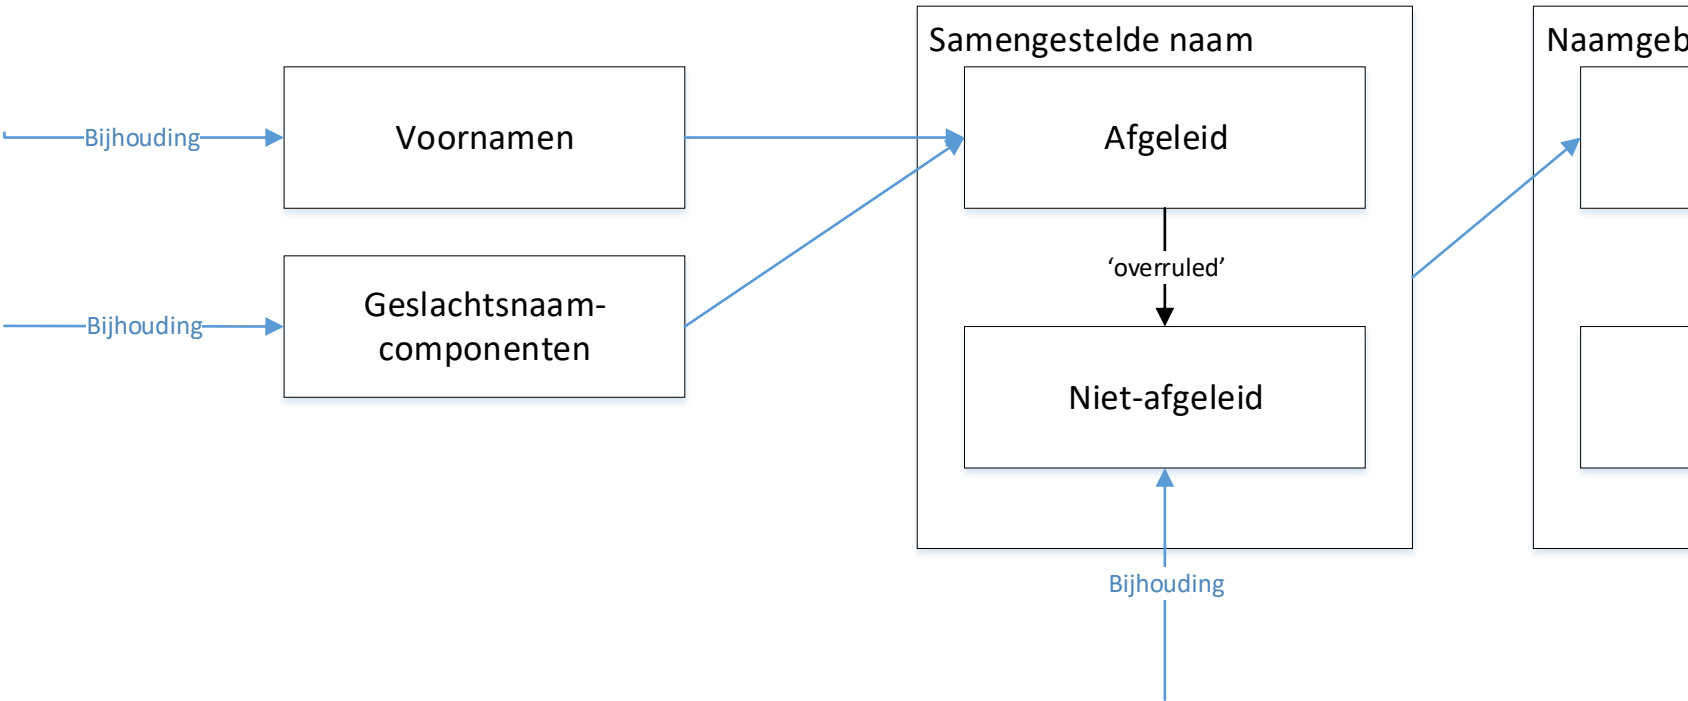 Samengestelde naam
Naamgeb
Bijhouding
Voornamen
Afgeleid
‘overruled’
Bijhouding
Geslachtsnaam-
componenten
Niet-afgeleid
Bijhouding